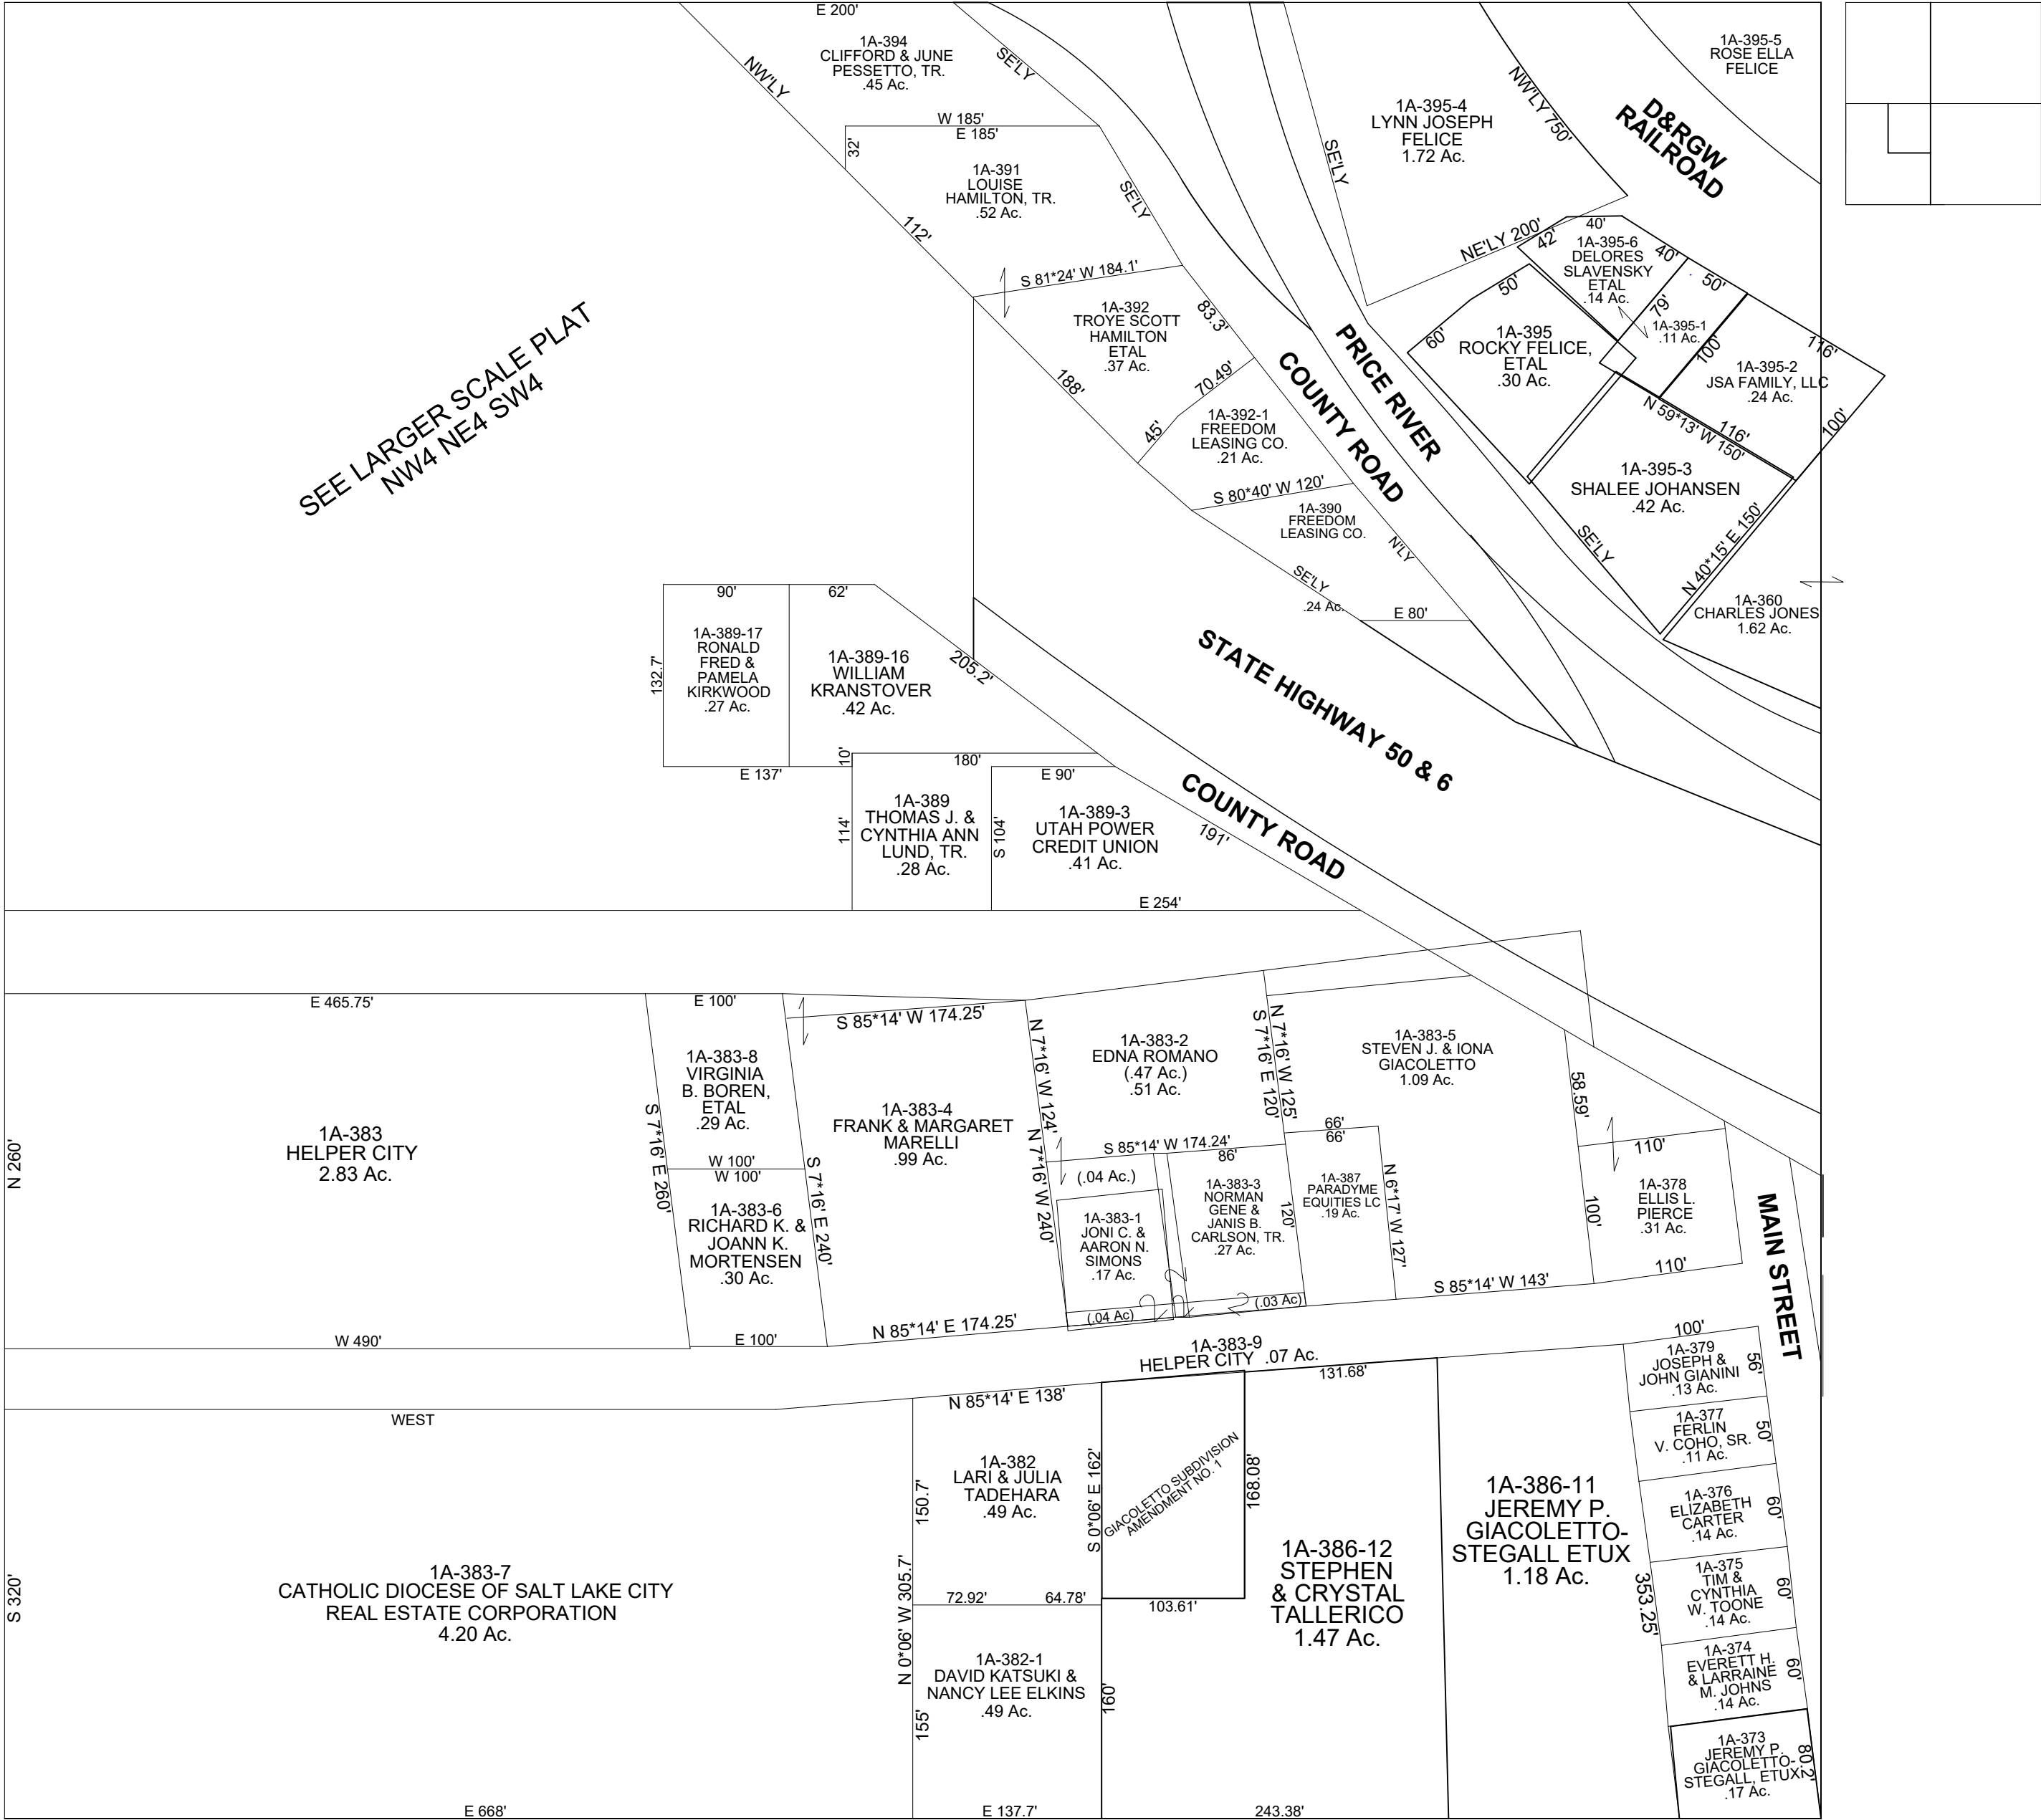 E 200'
1A-394
CLIFFORD & JUNE
PESSETTO, TR.
.45 Ac.
NW'LY
SE'LY
W 185'
E 185'
32'
1A-391
LOUISE
HAMILTON, TR.
.52 Ac.
SE'LY
112'
S 81*24' W 184.1'
1A-392
TROYE SCOTT
HAMILTON
ETAL
.37 Ac.
83.3'
188'
70.49'
45'
1A-392-1
FREEDOM
LEASING CO.
.21 Ac.
S 80*40' W 120'
1A-390
FREEDOM
LEASING CO.
N'LY
SE'LY
.24 Ac.
E 80'
COUNTY ROAD
PRICE RIVER
SE'LY
1A-395-4
LYNN JOSEPH
FELICE
1.72 Ac.
NW'LY 750'
NE'LY 200'
D&RGW
RAILROAD
1A-395-5
ROSE ELLA
FELICE
42'
40'
40'
1A-395-6
DELORES
SLAVENSKY
ETAL
.14 Ac.
50'
79'
1A-395-1
.11 Ac.
100'
116'
50'
60'
1A-395
ROCKY FELICE,
ETAL
.30 Ac.
1A-395-2
JSA FAMILY, LLC
.24 Ac.
100'
116'
N 59*13' W 150'
1A-395-3
SHALEE JOHANSEN
.42 Ac.
SE'LY
N 40*15' E 150'
1A-360
CHARLES JONES
1.62 Ac.
SEE LARGER SCALE PLAT
NW4 NE4 SW4
STATE HIGHWAY 50 & 6
COUNTY ROAD
90'
62'
132.7'
1A-389-17
RONALD
FRED &
PAMELA
KIRKWOOD
.27 Ac.
1A-389-16
WILLIAM
KRANSTOVER
.42 Ac.
205.2'
E 137'
10'
180'
E 90'
114'
1A-389
THOMAS J. &
CYNTHIA ANN
LUND, TR.
.28 Ac.
S 104'
1A-389-3
UTAH POWER
CREDIT UNION
.41 Ac.
191'
E 254'
E 465.75'
N 260'
1A-383
HELPER CITY
2.83 Ac.
W 490'
S 7*16' E 260'
E 100'
1A-383-8
VIRGINIA
B. BOREN,
ETAL
.29 Ac.
W 100'
W 100'
1A-383-6
RICHARD K. &
JOANN K.
MORTENSEN
.30 Ac.
E 100'
S 7*16' E 240'
S 85*14' W 174.25'
1A-383-4
FRANK & MARGARET
MARELLI
.99 Ac.
N 85*14' E 174.25'
N 7*16' W 124'
N 7*16' W 240'
1A-383-2
EDNA ROMANO
(.47 Ac.)
.51 Ac.
S 7*16' E 120'
N 7*16' W 125'
S 85*14' W 174.24'
86'
(.04 Ac.)
1A-383-1
JONI C. &
AARON N.
SIMONS
.17 Ac.
(.04 Ac)
1A-383-3
NORMAN
GENE &
JANIS B.
CARLSON, TR.
.27 Ac.
120'
(.03 Ac)
66'
66'
1A-387
PARADYME
EQUITIES LC
.19 Ac.
N 6*17' W 127'
1A-383-5
STEVEN J. & IONA
GIACOLETTO
1.09 Ac.
58.59'
S 85*14' W 143'
110'
100'
1A-378
ELLIS L.
PIERCE
.31 Ac.
110'
MAIN STREET
1A-383-9
HELPER CITY .07 Ac.
WEST
S 320'
1A-383-7
CATHOLIC DIOCESE OF SALT LAKE CITY
REAL ESTATE CORPORATION
4.20 Ac.
E 668'
N 85*14' E 138'
150.7'
1A-382
LARI & JULIA
TADEHARA
.49 Ac.
S 0*06' E 162'
N 0*06' W 305.7'
72.92'
64.78'
1A-382-1
DAVID KATSUKI &
NANCY LEE ELKINS
.49 Ac.
155'
160'
E 137.7'
GIACOLETTO SUBDIVISION
AMENDMENT NO. 1
168.08'
103.61'
131.68'
1A-386-12
STEPHEN
& CRYSTAL
TALLERICO
1.47 Ac.
243.38'
1A-386-11
JEREMY P.
GIACOLETTO-
STEGALL ETUX
1.18 Ac.
353.25'
100'
1A-379
JOSEPH &
JOHN GIANINI
.13 Ac.
56'
1A-377
FERLIN
V. COHO, SR.
.11 Ac.
50'
1A-376
ELIZABETH
CARTER
.14 Ac.
60'
1A-375
TIM &
CYNTHIA
W. TOONE
.14 Ac.
60'
1A-374
EVERETT H.
& LARRAINE
M. JOHNS
.14 Ac.
60'
1A-373
JEREMY P.
GIACOLETTO-
STEGALL, ETUX
.17 Ac.
80.2'